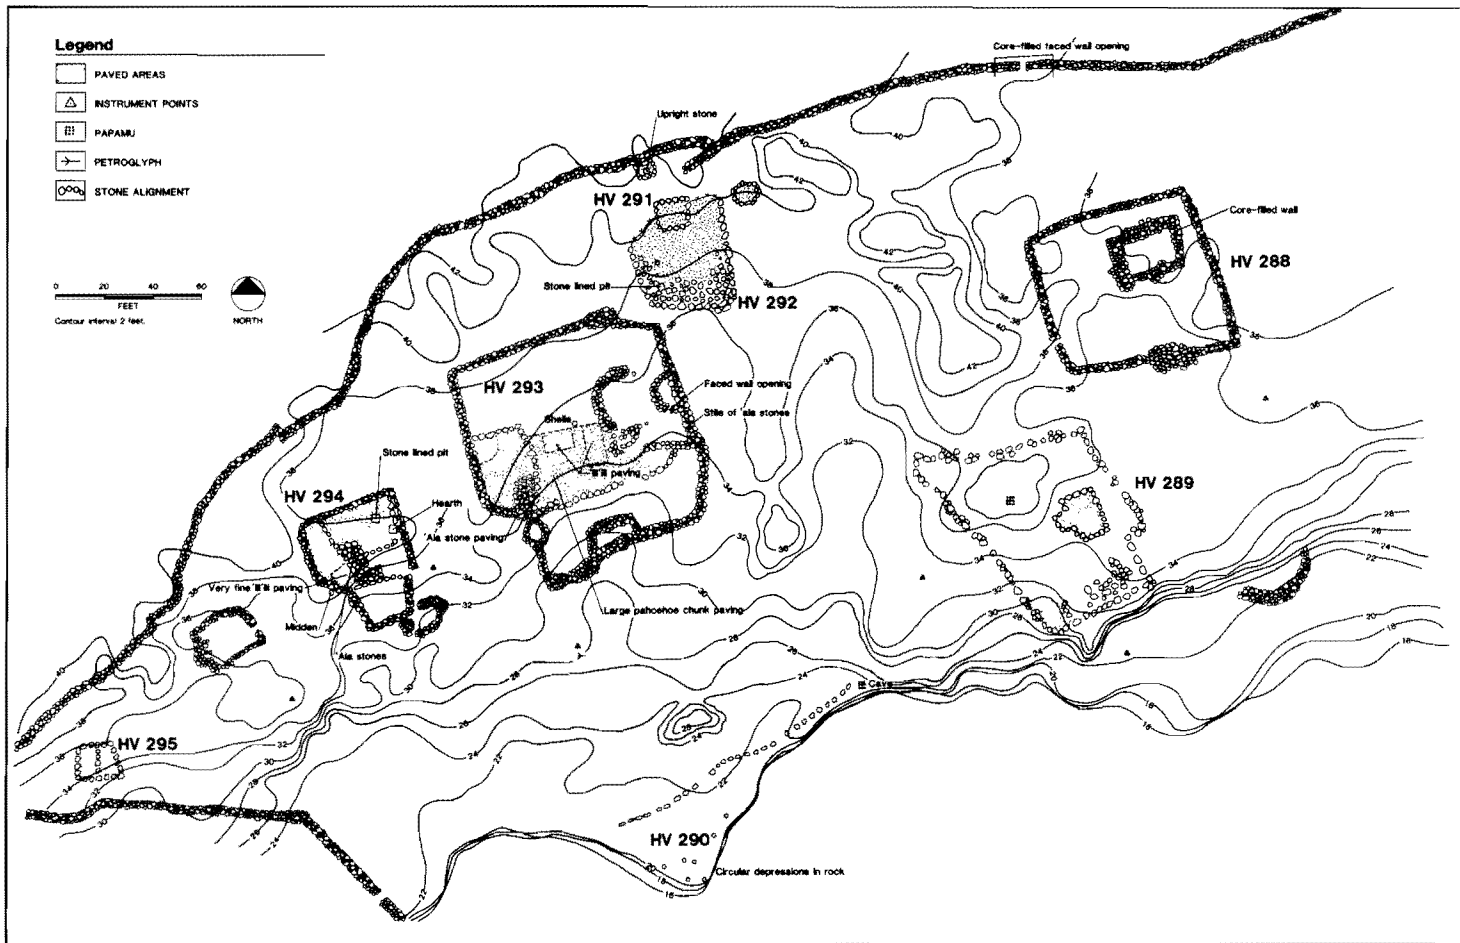 Legend
PAVED AREAS
INSTRUMENT POINTS
PAPAMU
PETROGLYPH
STONE ALIGNMENT
0 20 40 60
FEET
Contour interval 2 feet.
NORTH
Core-filled faced wall opening
Upright stone
HV 291
Core-filled wall
HV 288
Stone lined pit
HV 292
HV 293
Faced wall opening
Stile of 'ala stones
Shells
'ili'ili paving
Stone lined pit
HV 294
Hearth
'Ala stone paving
HV 289
Very fine 'ili'ili paving
Large pahoehoe chunk paving
Midden
'Ala stones
Cave
HV 295
HV 290
Circular depressions in rock